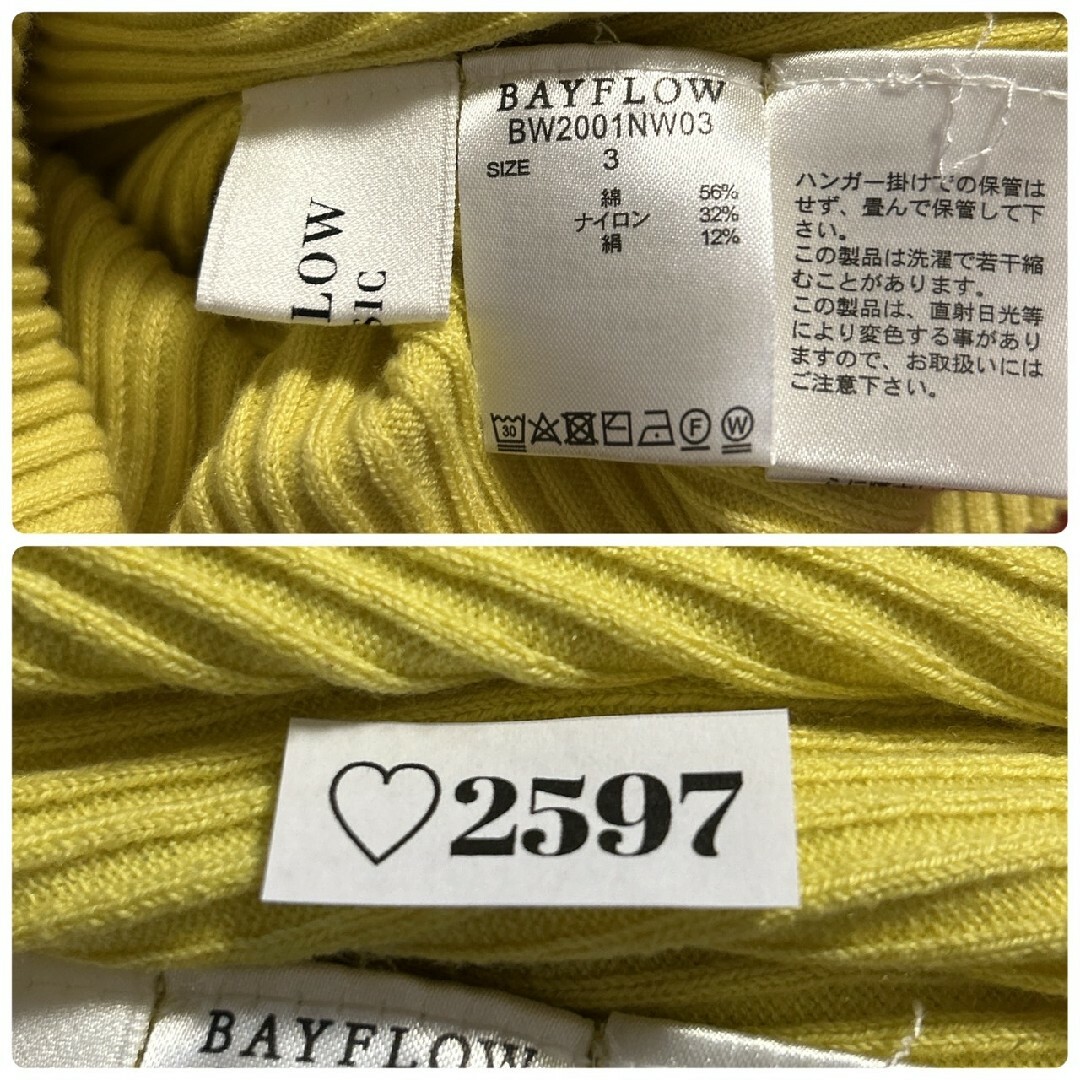 LOW
SIC
BAYFLOW
BW2001NW03
SIZE 3
綿 56%
ナイロン 32%
絹 12%
30
F
W
ハンガー掛けでの保管は
せず、畳んで保管して下
さい。
この製品は洗濯で若干縮
むことがあります。
この製品は、直射日光等
により変色する事があり
ますので、お取扱いには
ご注意下さい。
♡2597
BAYFLOW